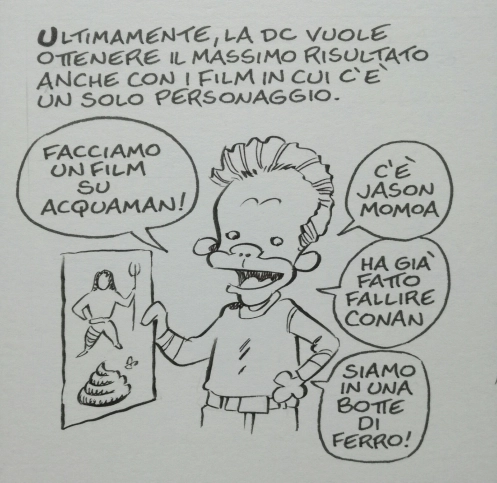 ULTIMAMENTE, LA DC VUOLE
OTTENERE IL MASSIMO RISULTATO
ANCHE CON I FILM IN CUI C'È
UN SOLO PERSONAGGIO.
FACCIAMO
UN FILM
SU
ACQUAMAN!
C'È
JASON
MOMOA
HA GIÀ
FATTO
FALLIRE
CONAN
SIAMO
IN UNA
BOTTE
DI
FERRO!